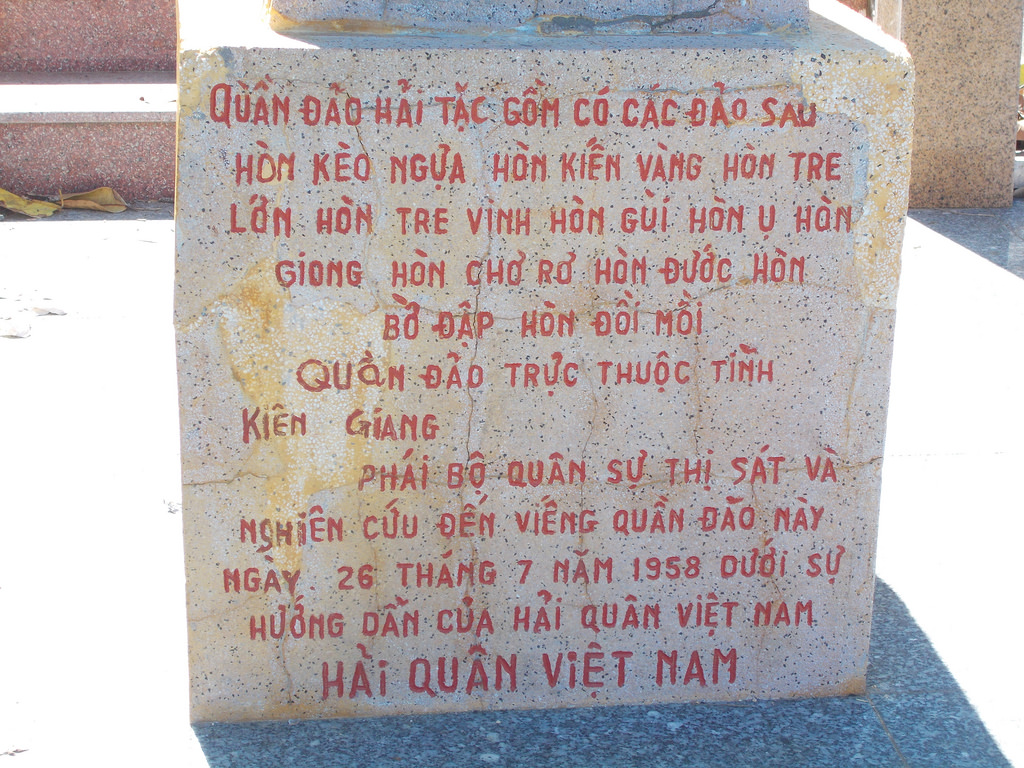 QUẦN ĐẢO HẢI TẶC GỒM CÓ CÁC ĐẢO SAU
HÒN KÈO NGỰA HÒN KIẾN VÀNG HÒN TRE
LỚN HÒN TRE VÌNH HÒN GÙI HÒN Ụ HÒN
GIONG HÒN CHƠ RƠ HÒN ĐƯỚC HÒN
BỜ ĐẬP HÒN ĐỒI MỒI
QUẦN ĐẢO TRỰC THUỘC TỈNH
KIÊN GIANG
PHÁI BỘ QUÂN SỰ THỊ SÁT VÀ
NGHIÊN CỨU ĐẾN VIẾNG QUẦN ĐẢO NÀY
NGÀY 26 THÁNG 7 NĂM 1958 DƯỚI SỰ
HƯỚNG DẪN CỦA HẢI QUÂN VIỆT NAM
HẢI QUÂN VIỆT NAM